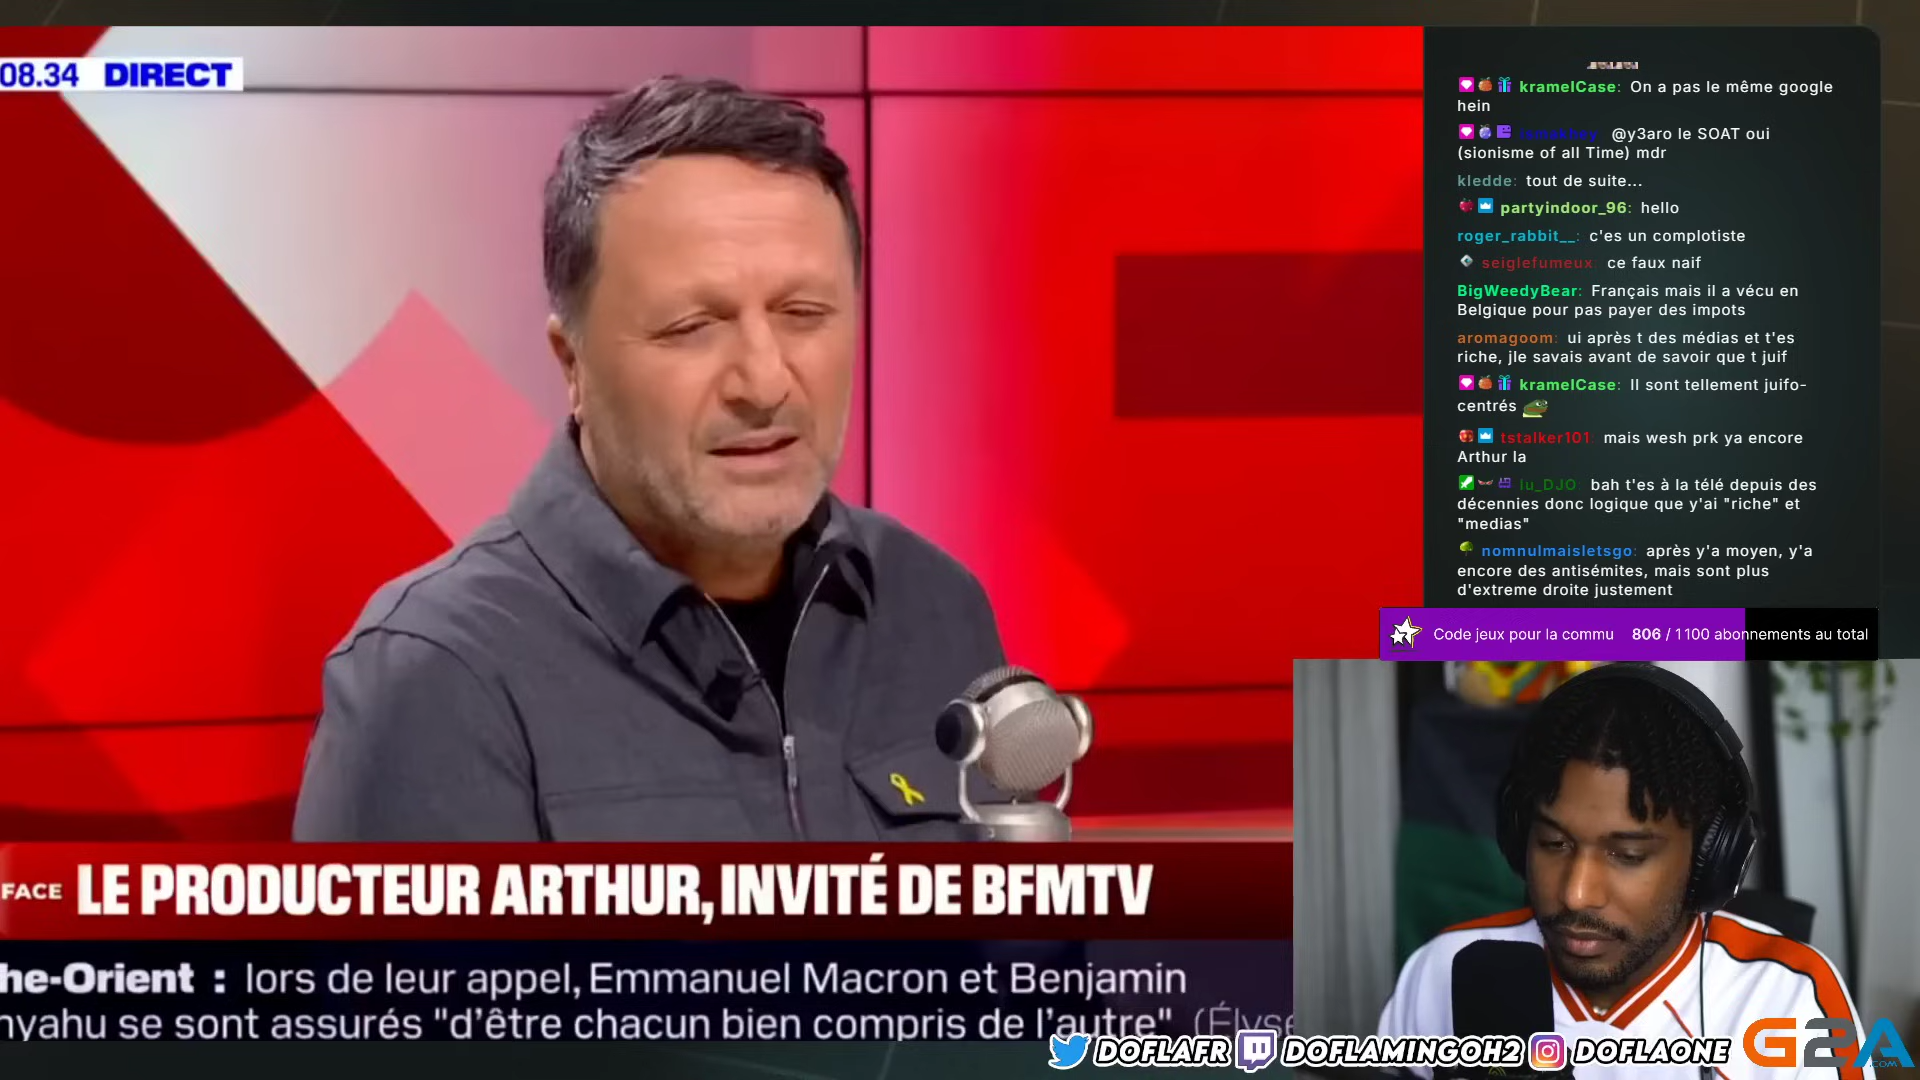 08.34 DIRECT
kramelCase: On a pas le même google
hein
@y3aro le SOAT oui
(sionisme of all Time) mdr
kledde: tout de suite...
partyindoor_96: hello
roger_rabbit__: c'es un complotiste
seiglefumeux: ce faux naif
BigWeedyBear: Français mais il a vécu en
Belgique pour pas payer des impots
aromagoom: ui après t des médias et t'es
riche, jle savais avant de savoir que t juif
kramelCase: Il sont tellement juifo-
centrés
tstalker101: mais wesh prk ya encore
Arthur la
lu_DJO: bah t'es à la télé depuis des
décennies donc logique que y'ai "riche" et
"medias"
nomnulmaisletsgo: après y'a moyen, y'a
encore des antisémites, mais sont plus
d'extreme droite justement
Code jeux pour la commu 806 / 1100 abonnements au total
FACE LE PRODUCTEUR ARTHUR, INVITÉ DE BFMTV
he-Orient : lors de leur appel, Emmanuel Macron et Benjamin
nyahu se sont assurés "d'être chacun bien compris de l'autre" (Élysé
DOFLAFR DOFLAMINGOH2 DOFLAONE G2A.COM